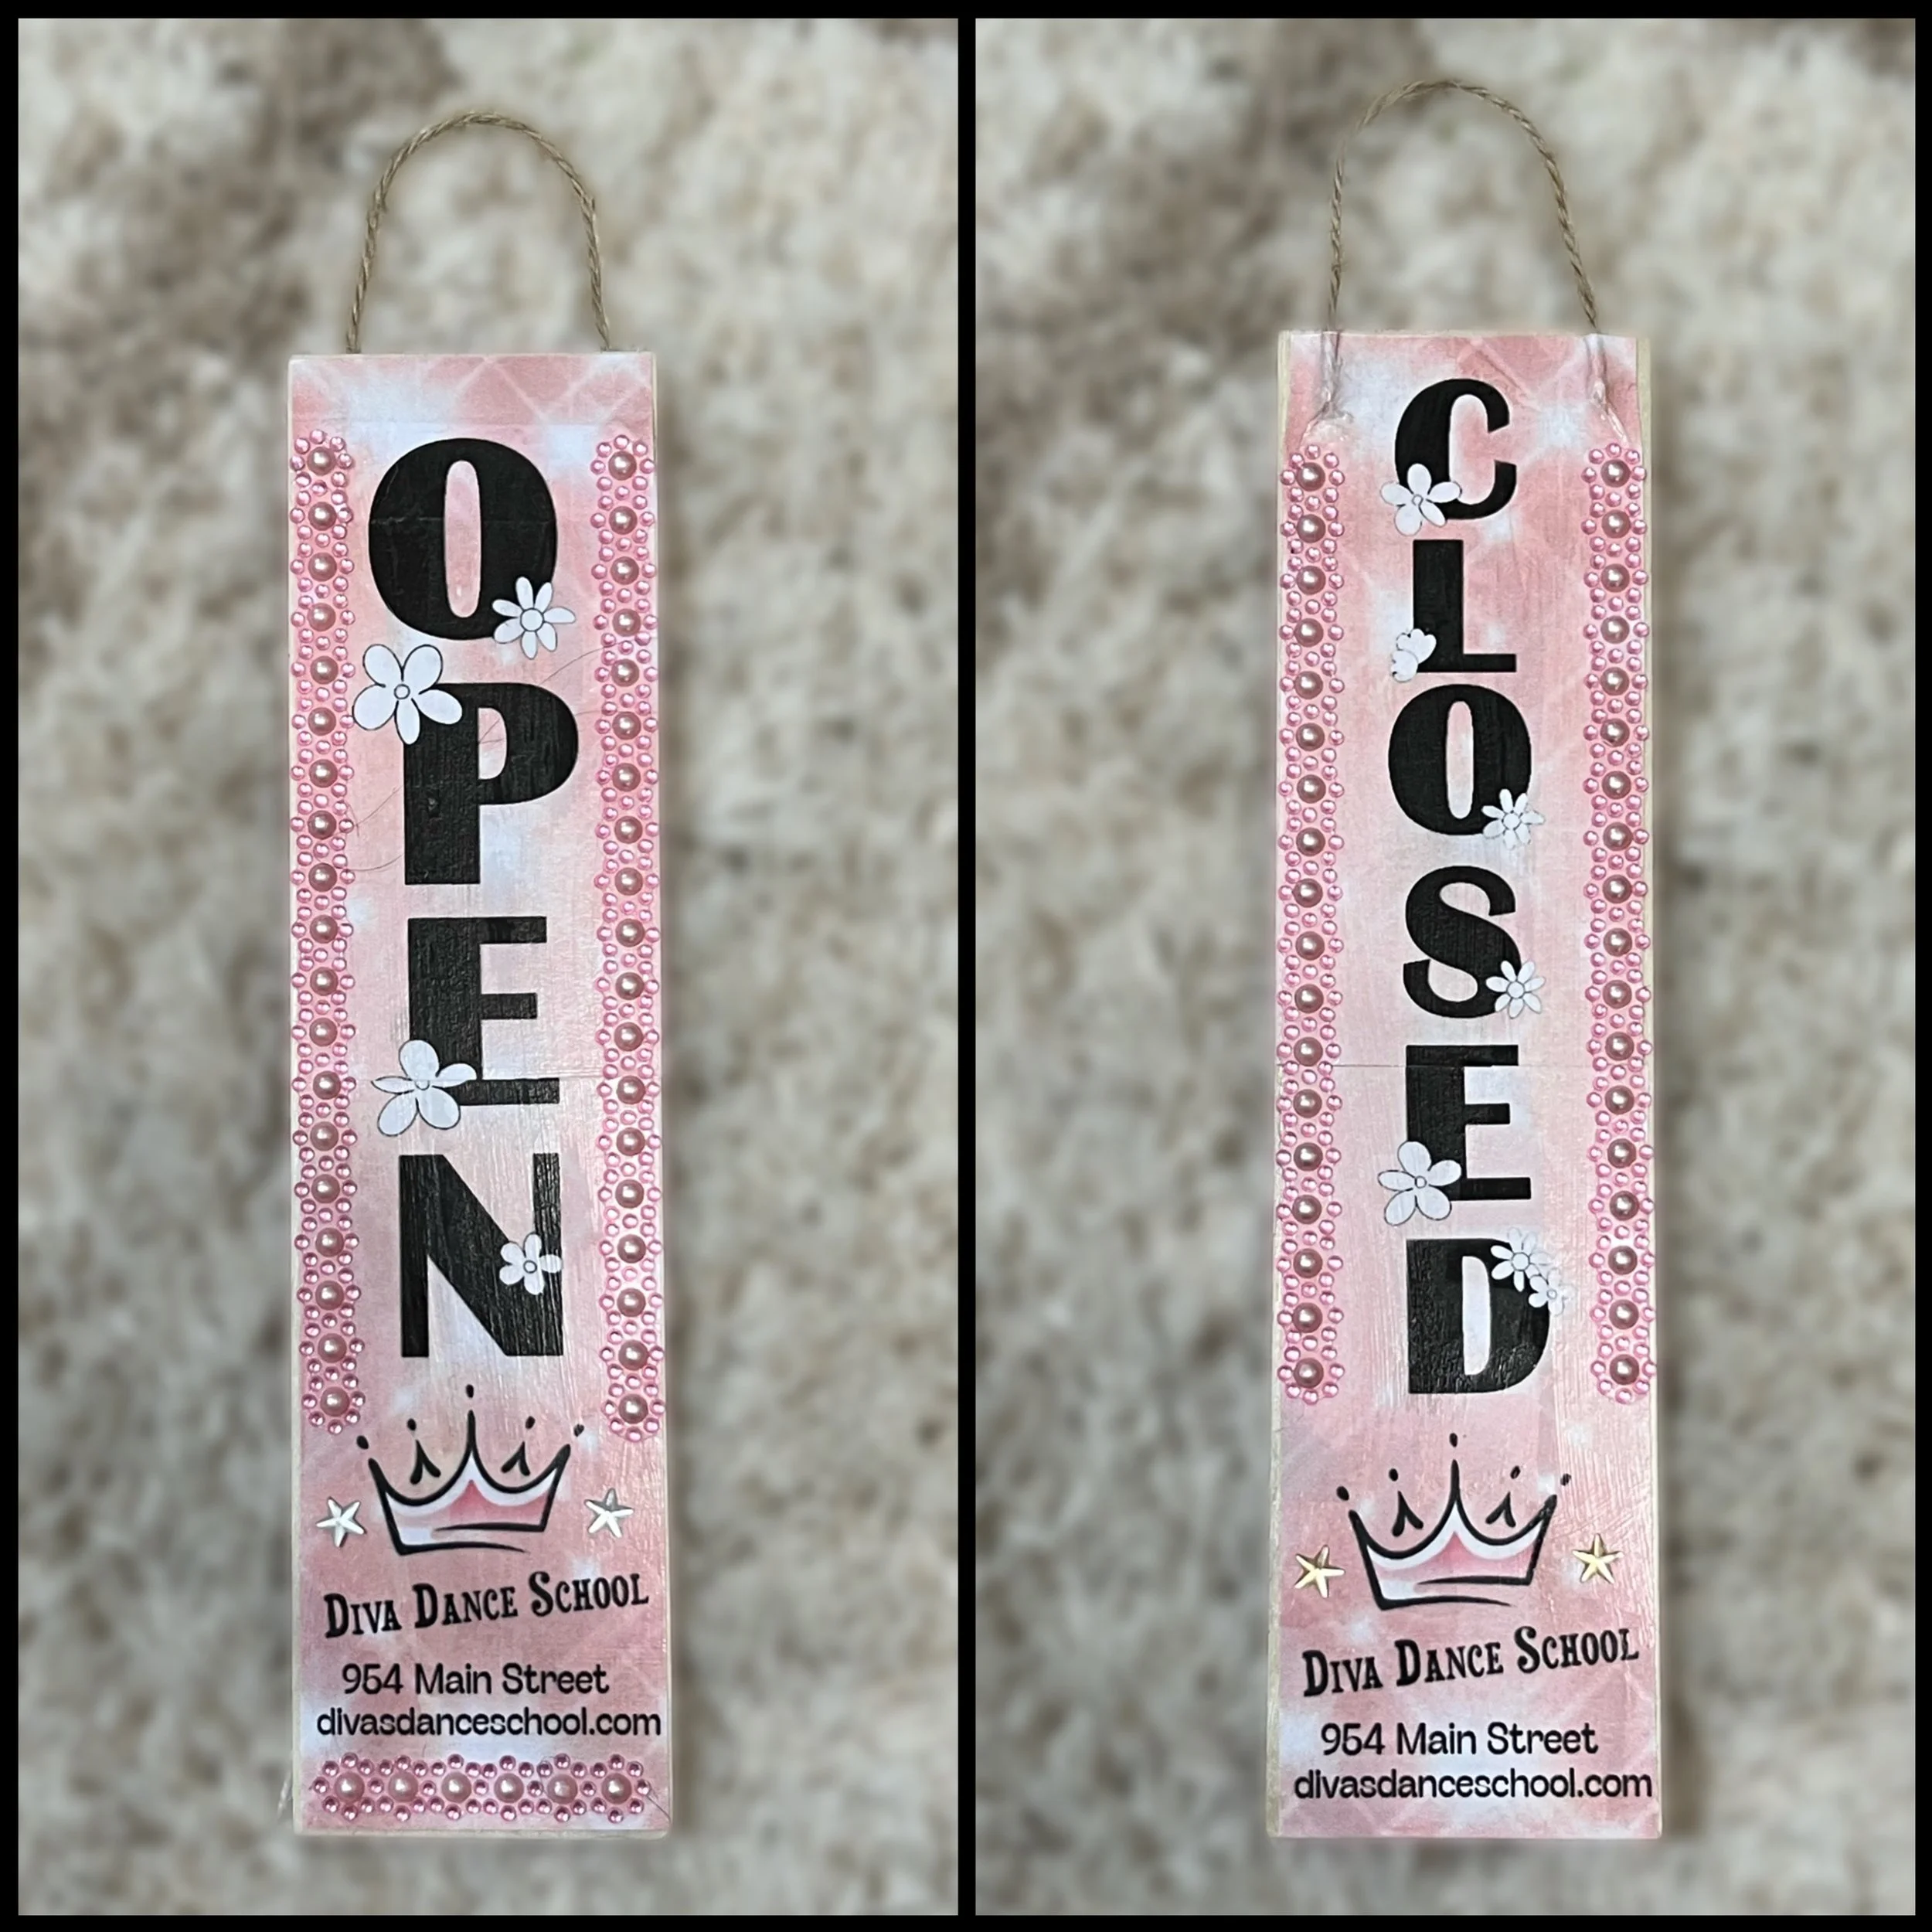 OPEN
DIVA DANCE SCHOOL
954 Main Street
divasdanceschool.com
CLOSED
DIVA DANCE SCHOOL
954 Main Street
divasdanceschool.com